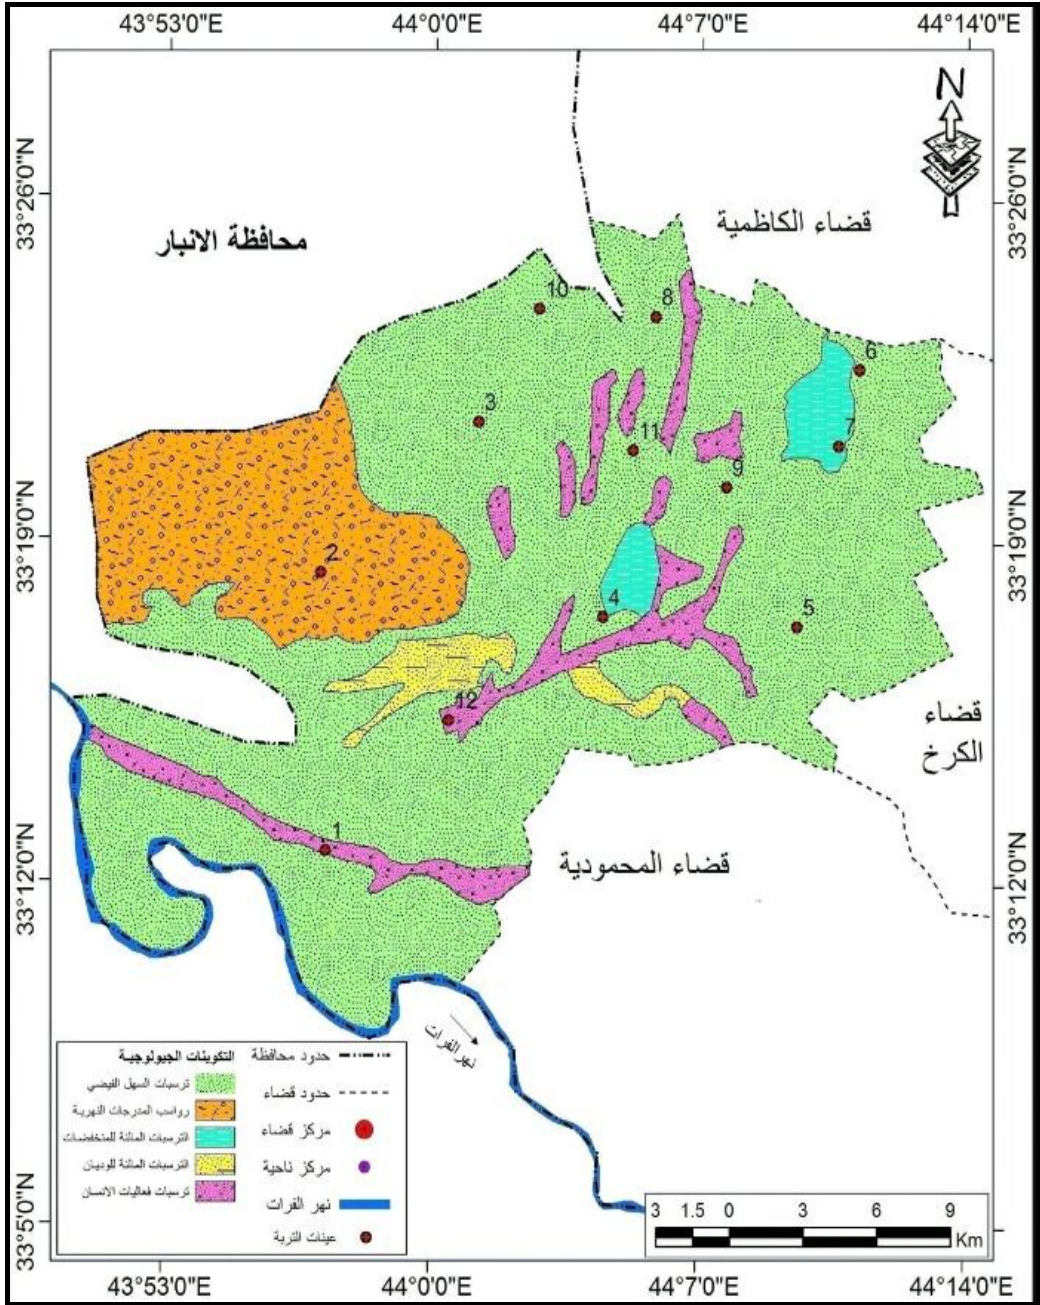 43°53'0"E 44°0'0"E 44°7'0"E 44°14'0"E
N
33°26'0"N
33°26'0"N
قضاء الكاظمية
محافظة الانبار
10
8
6
3
11
7
9
33°19'0"N
33°19'0"N
2
4
5
12
قضاء
الكرخ
1
قضاء المحمودية
33°12'0"N
33°12'0"N
نهر الفرات
التكوينات الجيولوجية
ترسبات السهل الفيضي
رواسب المدرجات النهرية
الترسبات المالئة للمنخفضات
الترسبات المالئة للوديان
ترسبات فعاليات الانسان
حدود محافظة
حدود قضاء
مركز قضاء
مركز ناحية
نهر الفرات
عينات التربة
33°5'0"N
3 1.5 0 3 6 9
Km
43°53'0"E 44°0'0"E 44°7'0"E 44°14'0"E